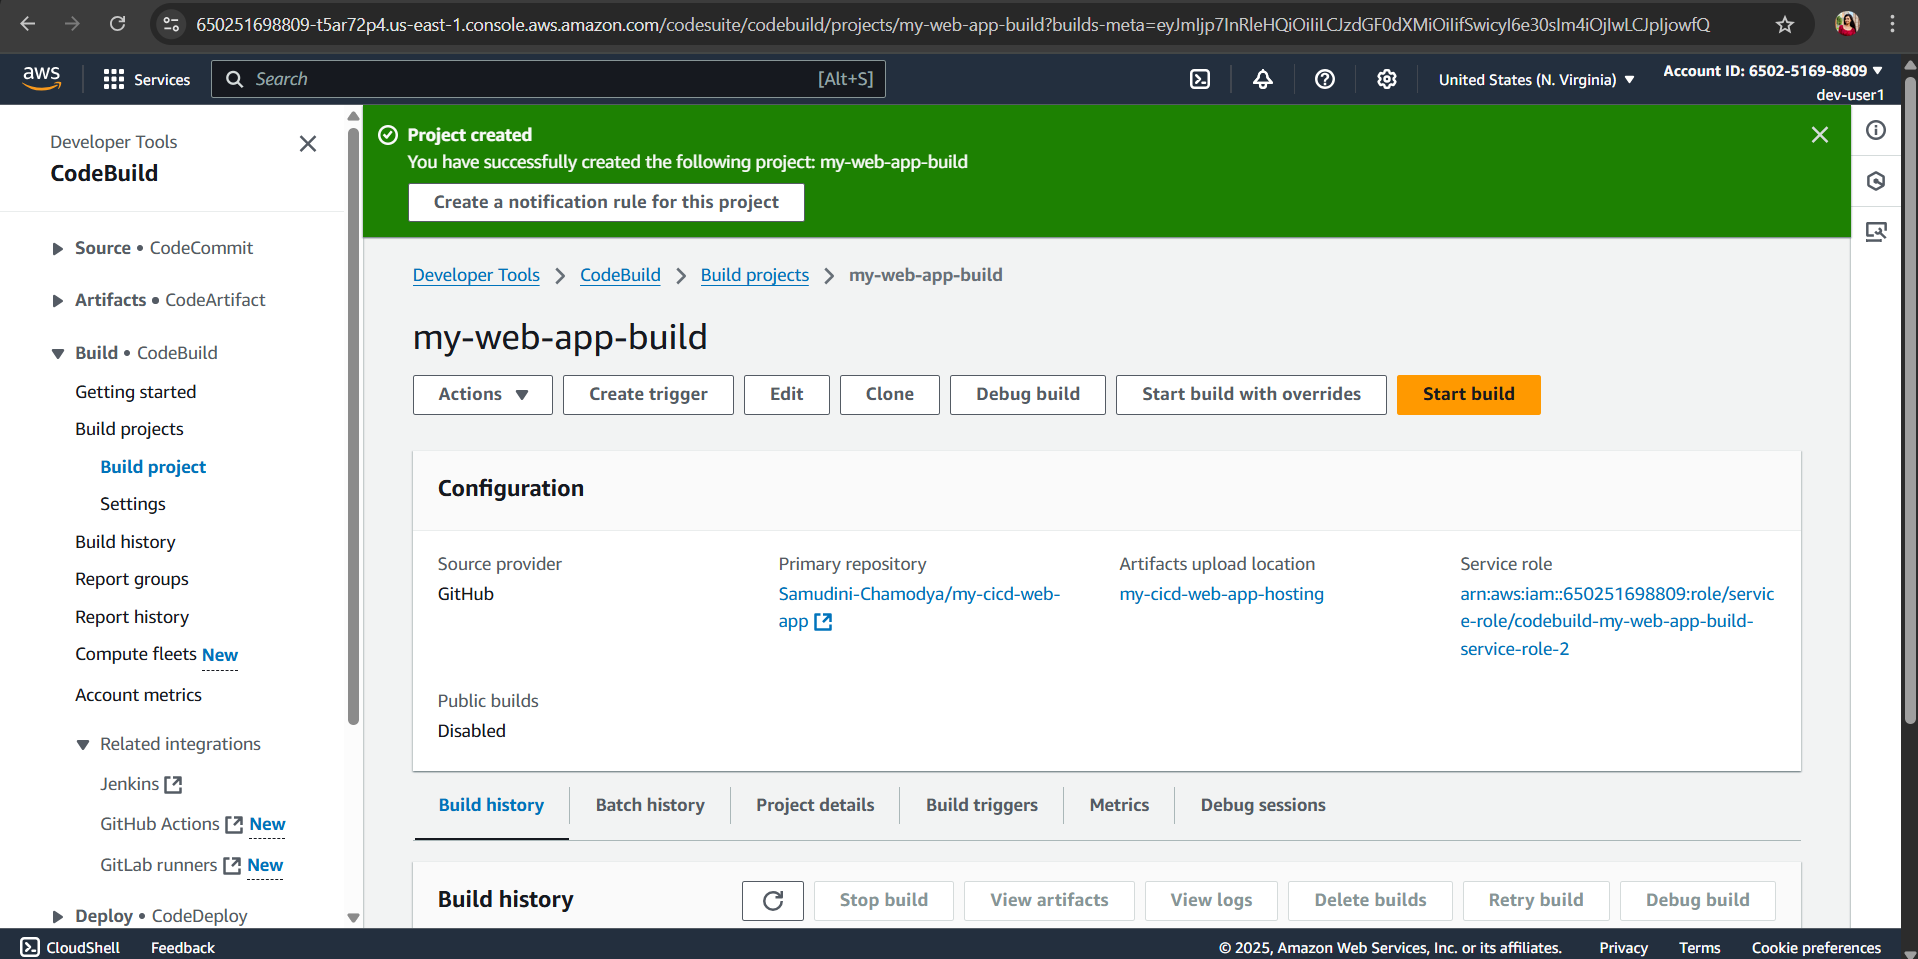 650251698809-t5ar72p4.us-east-1.console.aws.amazon.com/codesuite/codebuild/projects/my-web-app-build?builds-meta=eyJmIjp7InRleHQiOiIiLCJzdGF0dXMiOiIifSwicyI6e30sIm4iOjIwLCJpIjowfQ
aws
Services
Search
[Alt+S]
United States (N. Virginia)
Account ID: 6502-5169-8809
dev-user1
Developer Tools
CodeBuild
Source • CodeCommit
Artifacts • CodeArtifact
Build • CodeBuild
Getting started
Build projects
Build project
Settings
Build history
Report groups
Report history
Compute fleets New
Account metrics
Related integrations
Jenkins
GitHub Actions New
GitLab runners New
Deploy • CodeDeploy
Project created
You have successfully created the following project: my-web-app-build
Create a notification rule for this project
Developer Tools
CodeBuild
Build projects
my-web-app-build
my-web-app-build
Actions
Create trigger
Edit
Clone
Debug build
Start build with overrides
Start build
Configuration
Source provider
GitHub
Primary repository
Samudini-Chamodya/my-cicd-web-
app
Artifacts upload location
my-cicd-web-app-hosting
Service role
arn:aws:iam::650251698809:role/servic
e-role/codebuild-my-web-app-build-
service-role-2
Public builds
Disabled
Build history
Batch history
Project details
Build triggers
Metrics
Debug sessions
Build history
Stop build
View artifacts
View logs
Delete builds
Retry build
Debug build
CloudShell
Feedback
© 2025, Amazon Web Services, Inc. or its affiliates.
Privacy
Terms
Cookie preferences